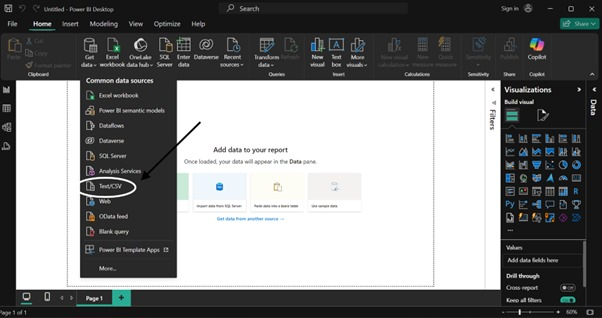 Untitled - Power BI Desktop
Search
Sign in
File Home Insert Modeling View Optimize Help
Share
Paste
Cut
Copy
Format painter
Clipboard
Get data
Excel workbook
OneLake data hub
SQL Server
Enter data
Dataverse
Recent sources
Transform data
Queries
New visual
Text box
More visuals
Insert
New visual calculation
New measure
Quick measure
Calculations
Sensitivity
Sensitivity
Publish
Share
Copilot
Copilot
Common data sources
Excel workbook
Power BI semantic models
Dataflows
Dataverse
SQL Server
Analysis Services
Text/CSV
Web
OData feed
Blank query
Power BI Template Apps
More...
Add data to your report
Once loaded, your data will appear in the Data pane.
Import data from SQL Server
Paste data into a blank table
Use sample data
Get data from another source →
Filters
Visualizations
Build visual
Values
Add data fields here
Drill through
Cross-report
Off
Keep all filters
Data
Page 1
Page 1 of 1
60%